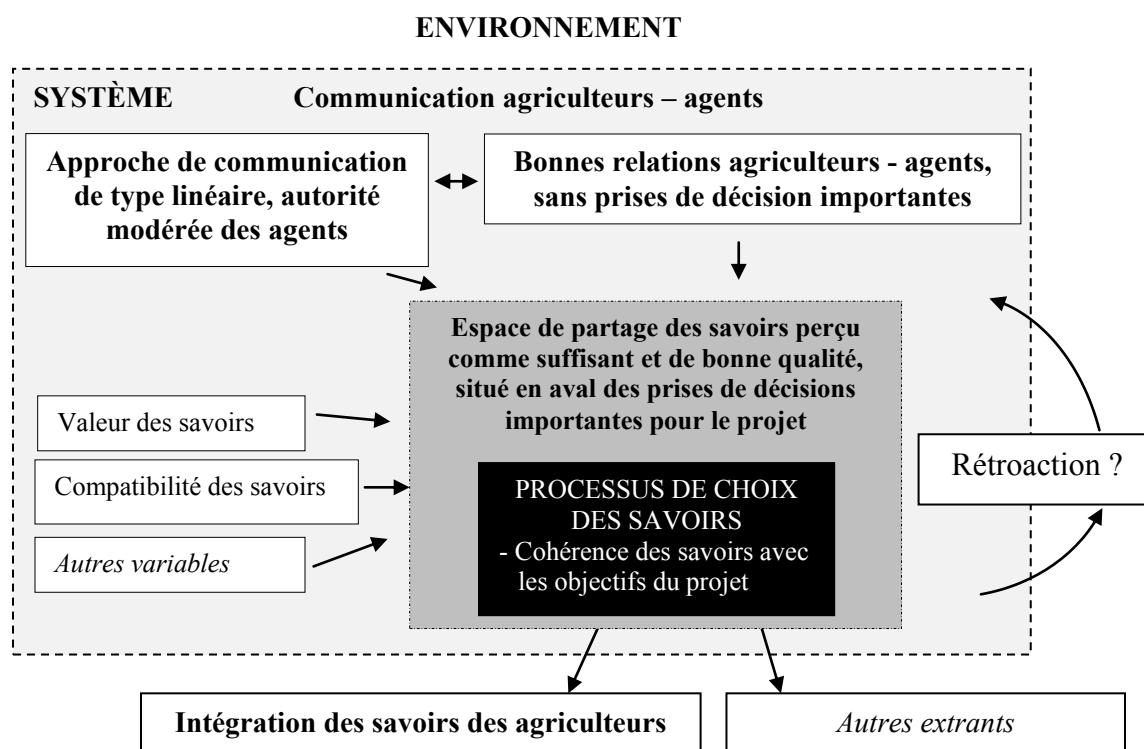 ENVIRONNEMENT
SYSTÈME Communication agriculteurs – agents
Approche de communication
de type linéaire, autorité
modérée des agents
Bonnes relations agriculteurs - agents,
sans prises de décision importantes
Espace de partage des savoirs perçu
comme suffisant et de bonne qualité,
situé en aval des prises de décisions
importantes pour le projet
Valeur des savoirs
Compatibilité des savoirs
Autres variables
PROCESSUS DE CHOIX
DES SAVOIRS
- Cohérence des savoirs avec
les objectifs du projet
Rétroaction ?
Intégration des savoirs des agriculteurs
Autres extrants